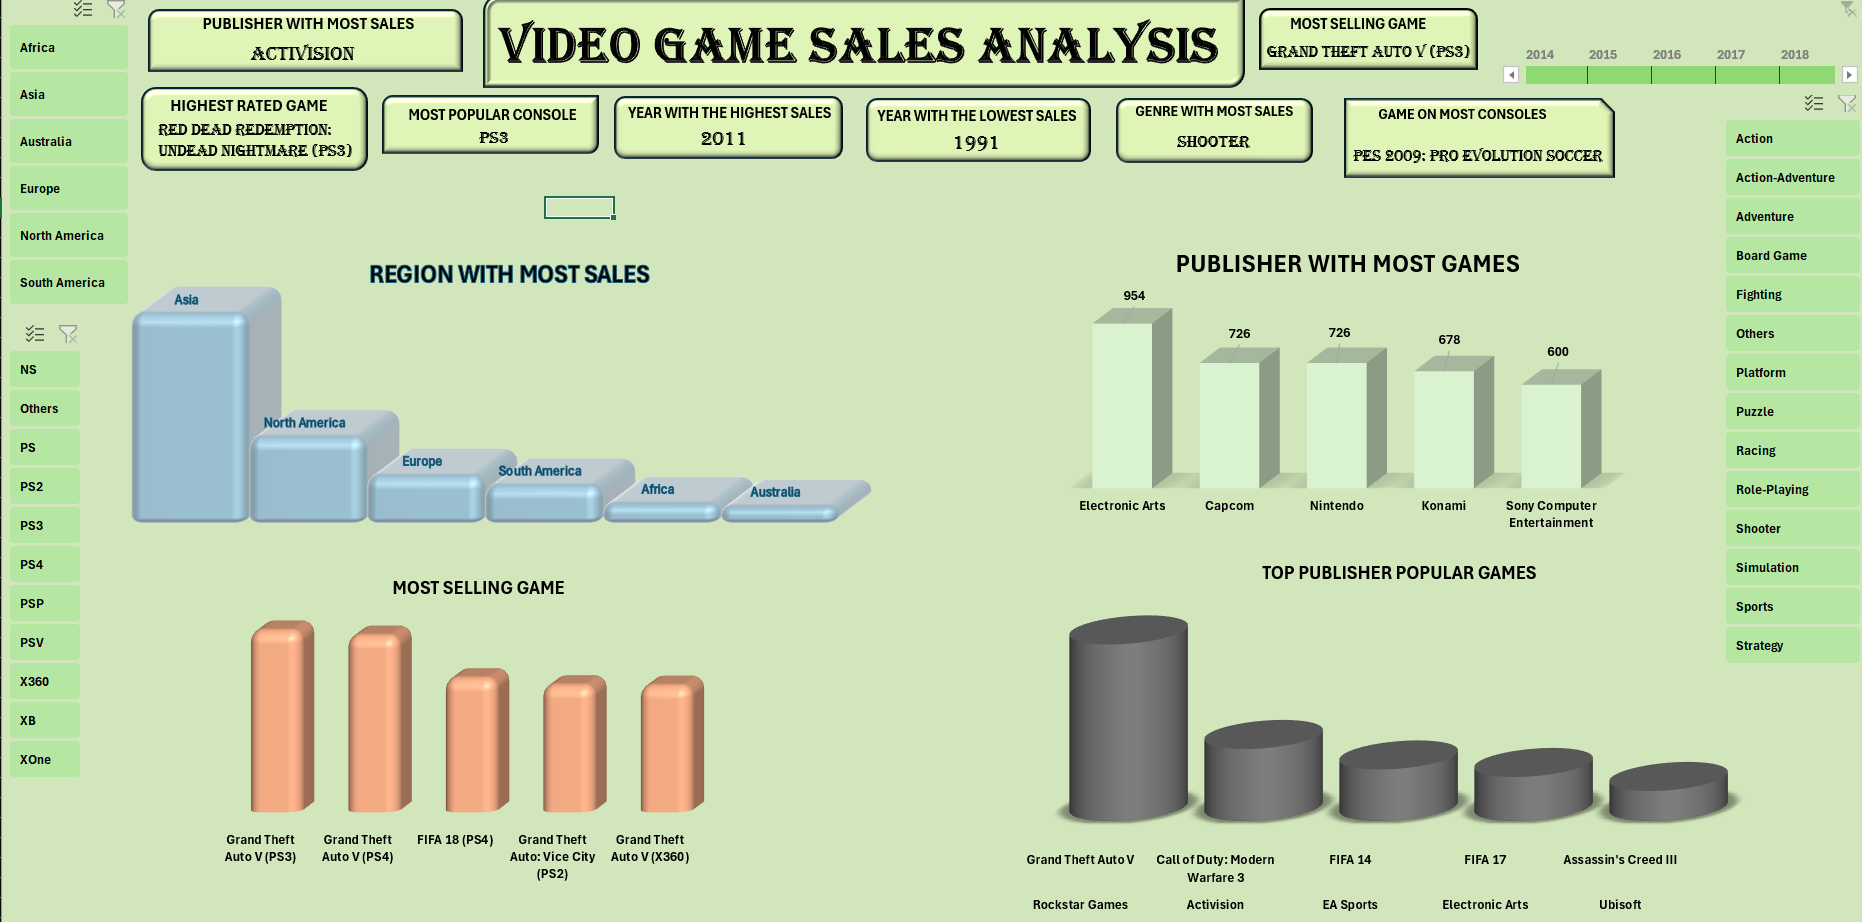 Africa
Asia
Australia
Europe
North America
South America
NS
Others
PS
PS2
PS3
PS4
PSP
PSV
X360
XB
XOne
PUBLISHER WITH MOST SALES
ACTIVISION
VIDEO GAME SALES ANALYSIS
MOST SELLING GAME
GRAND THEFT AUTO V (PS3)
2014 2015 2016 2017 2018
HIGHEST RATED GAME
RED DEAD REDEMPTION:
UNDEAD NIGHTMARE (PS3)
MOST POPULAR CONSOLE
PS3
YEAR WITH THE HIGHEST SALES
2011
YEAR WITH THE LOWEST SALES
1991
GENRE WITH MOST SALES
SHOOTER
GAME ON MOST CONSOLES
PES 2009: PRO EVOLUTION SOCCER
REGION WITH MOST SALES
Asia
North America
Europe
South America
Africa
Australia
PUBLISHER WITH MOST GAMES
954
726
726
678
600
Electronic Arts
Capcom
Nintendo
Konami
Sony Computer
Entertainment
MOST SELLING GAME
Grand Theft
Auto V (PS3)
Grand Theft
Auto V (PS4)
FIFA 18 (PS4)
Grand Theft
Auto: Vice City
(PS2)
Grand Theft
Auto V (X360)
TOP PUBLISHER POPULAR GAMES
Grand Theft Auto V
Call of Duty: Modern
Warfare 3
FIFA 14
FIFA 17
Assassin's Creed III
Rockstar Games
Activision
EA Sports
Electronic Arts
Ubisoft
Action
Action-Adventure
Adventure
Board Game
Fighting
Others
Platform
Puzzle
Racing
Role-Playing
Shooter
Simulation
Sports
Strategy